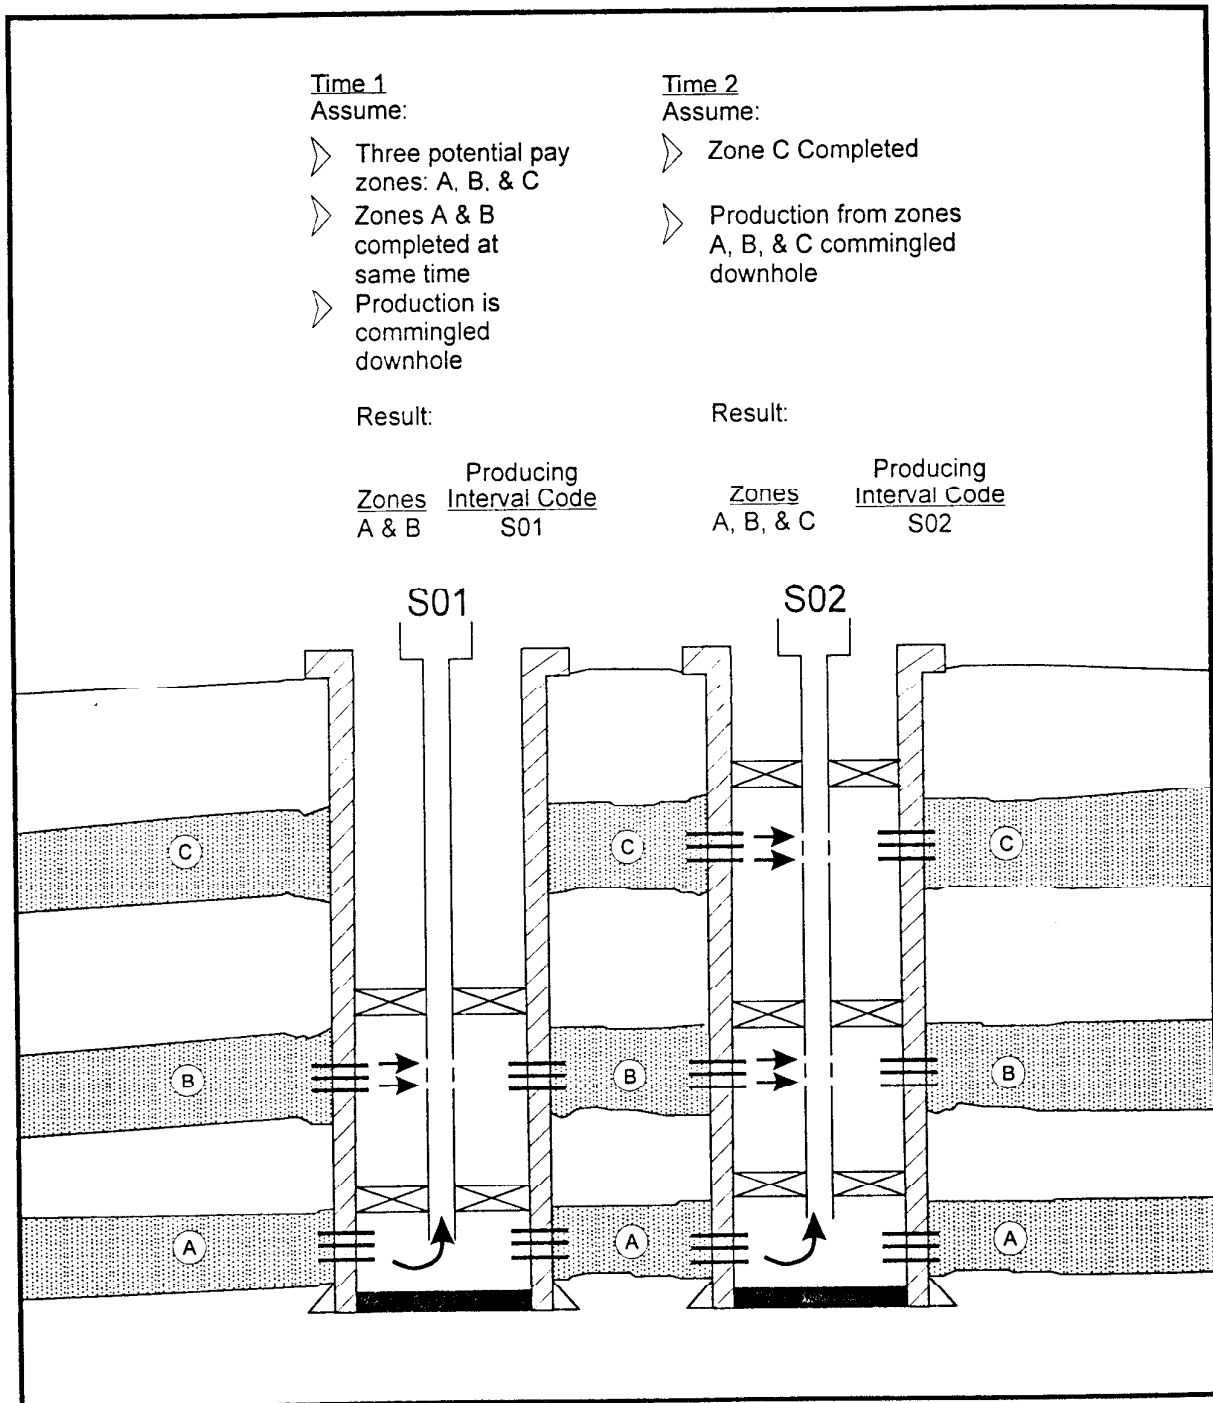 Time 1
Assume:
Three potential pay
zones: A, B, & C
Zones A & B
completed at
same time
Production is
commingled
downhole
Result:
Producing
Zones Interval Code
A & B S01
Time 2
Assume:
Zone C Completed
Production from zones
A, B, & C commingled
downhole
Result:
Producing
Zones Interval Code
A, B, & C S02
S01 S02
C C C
B B B
A A A